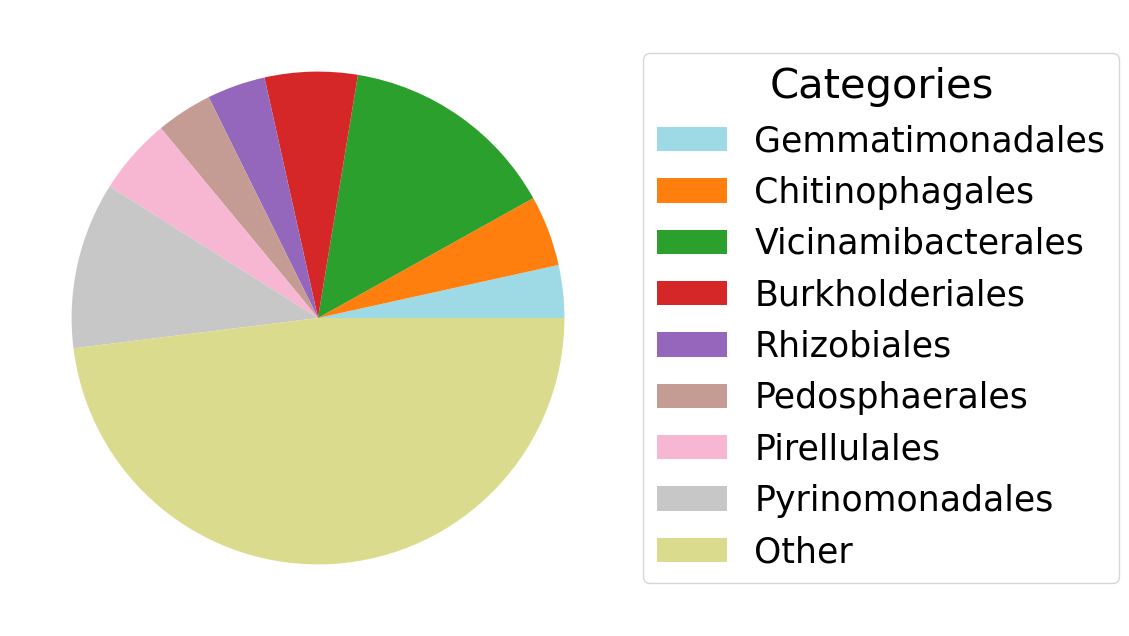 Categories
Gemmatimonadales
Chitinophagales
Vicinamibacterales
Burkholderiales
Rhizobiales
Pedosphaerales
Pirellulales
Pyrinomonadales
Other